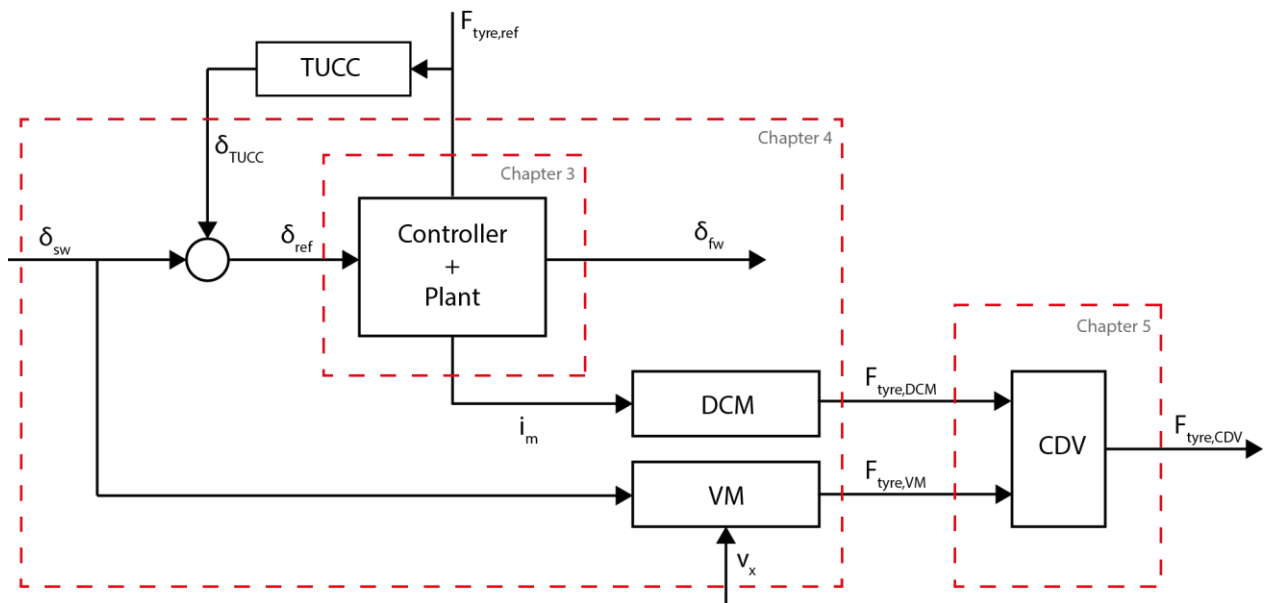 F_tyre,ref
TUCC
Chapter 4
δ_TUCC
Chapter 3
δ_sw
δ_ref
Controller
+
Plant
δ_fw
Chapter 5
i_m
DCM
F_tyre,DCM
VM
F_tyre,VM
CDV
F_tyre,CDV
v_x